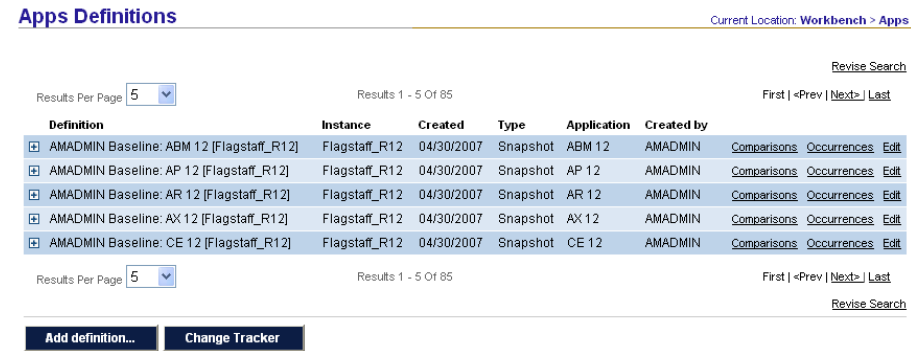 Apps Definitions
Current Location: Workbench > Apps
Revise Search
Results Per Page 5 Results 1 - 5 Of 85 First | <Prev | Next> | Last
Definition Instance Created Type Application Created by
AMADMIN Baseline: ABM 12 [Flagstaff_R12] Flagstaff_R12 04/30/2007 Snapshot ABM 12 AMADMIN Comparisons Occurrences Edit
AMADMIN Baseline: AP 12 [Flagstaff_R12] Flagstaff_R12 04/30/2007 Snapshot AP 12 AMADMIN Comparisons Occurrences Edit
AMADMIN Baseline: AR 12 [Flagstaff_R12] Flagstaff_R12 04/30/2007 Snapshot AR 12 AMADMIN Comparisons Occurrences Edit
AMADMIN Baseline: AX 12 [Flagstaff_R12] Flagstaff_R12 04/30/2007 Snapshot AX 12 AMADMIN Comparisons Occurrences Edit
AMADMIN Baseline: CE 12 [Flagstaff_R12] Flagstaff_R12 04/30/2007 Snapshot CE 12 AMADMIN Comparisons Occurrences Edit
Results Per Page 5 Results 1 - 5 Of 85 First | <Prev | Next> | Last
Revise Search
Add definition... Change Tracker